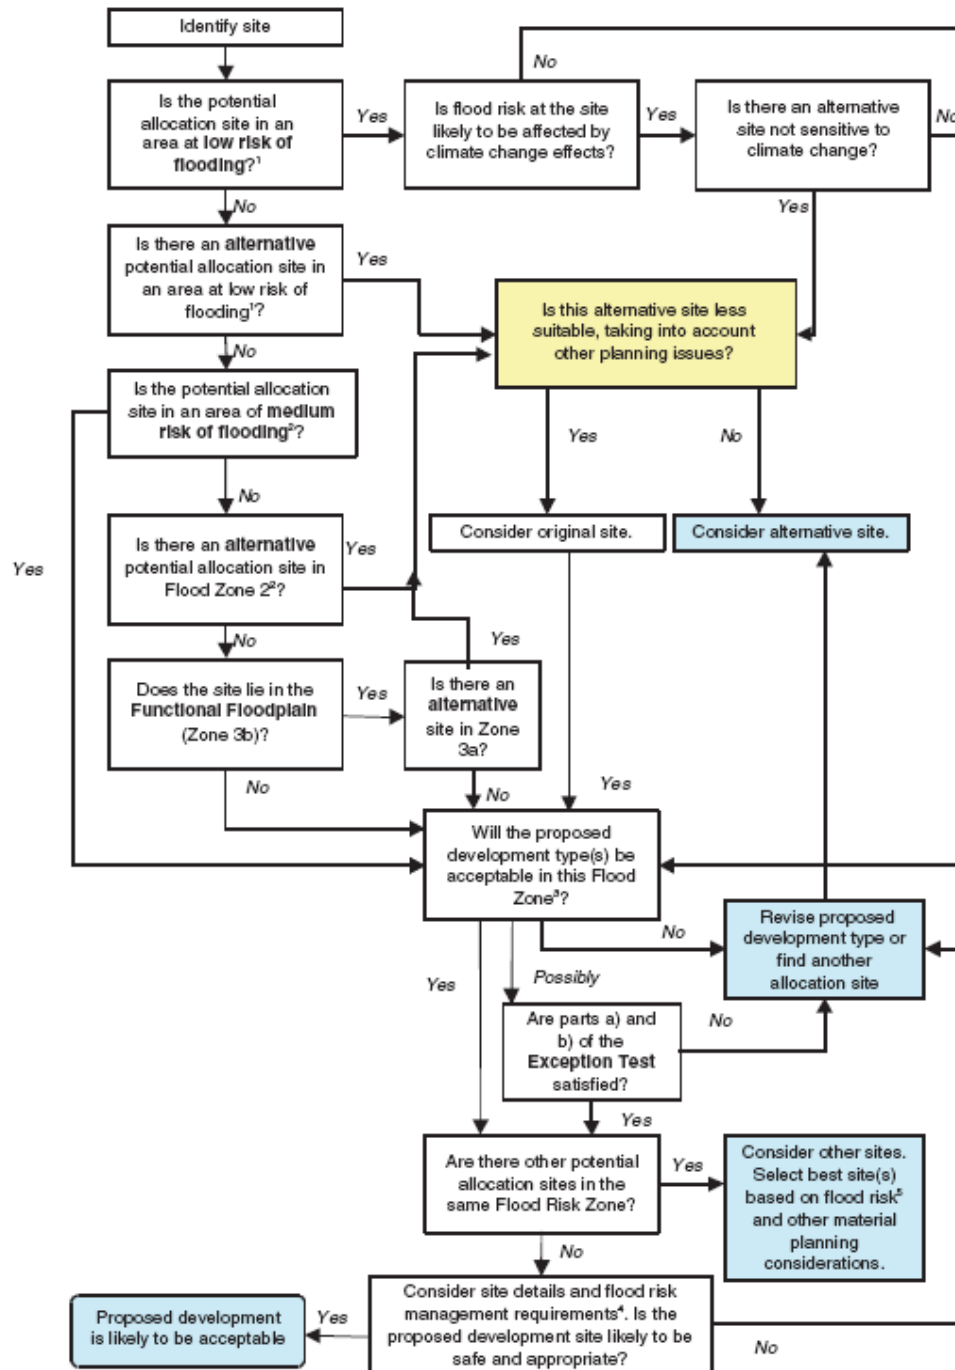 Identify site
No
Is the potential
allocation site in an
area at low risk of
flooding?¹
Yes
Is flood risk at the site
likely to be affected by
climate change effects?
Yes
Is there an alternative
site not sensitive to
climate change?
No
No
Yes
Is there an alternative
potential allocation site in
an area at low risk of
flooding¹?
Yes
Is this alternative site less
suitable, taking into account
other planning issues?
No
Is the potential allocation
site in an area of medium
risk of flooding²?
Yes
No
No
Is there an alternative
potential allocation site in
Flood Zone 2²?
Yes
Consider original site.
Consider alternative site.
Yes
No
Yes
Does the site lie in the
Functional Floodplain
(Zone 3b)?
Yes
Is there an
alternative
site in Zone
3a?
No
No
Yes
Will the proposed
development type(s) be
acceptable in this Flood
Zone³?
No
Revise proposed
development type or
find another
allocation site
Yes
Possibly
Are parts a) and
b) of the
Exception Test
satisfied?
No
Yes
Are there other potential
allocation sites in the
same Flood Risk Zone?
Yes
Consider other sites.
Select best site(s)
based on flood risk⁵
and other material
planning
considerations.
No
Consider site details and flood risk
management requirements⁴. Is the
proposed development site likely to be
safe and appropriate?
Yes
Proposed development
is likely to be acceptable
No